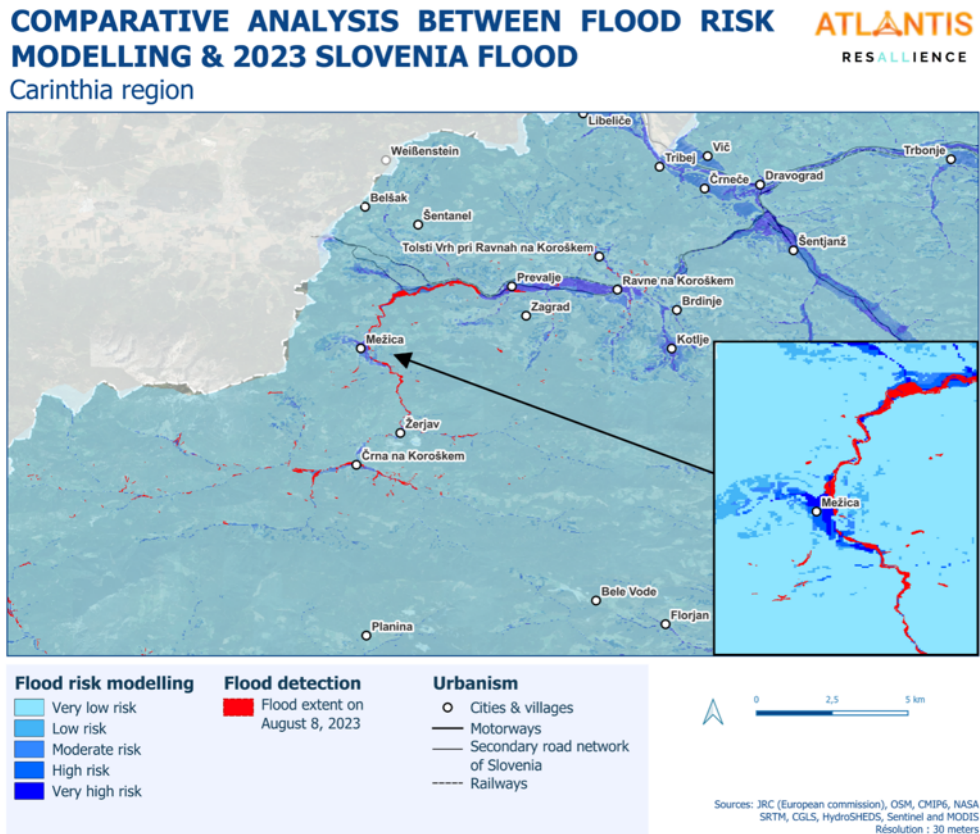 COMPARATIVE ANALYSIS BETWEEN FLOOD RISK
MODELLING & 2023 SLOVENIA FLOOD
Carinthia region
ATLANTIS
RESALLIENCE
Libeliče
Weißenstein
Tribej
Vič
Trbonje
Črneče
Dravograd
Belšak
Šentanel
Tolsti Vrh pri Ravnah na Koroškem
Šentjanž
Prevalje
Ravne na Koroškem
Zagrad
Brdinje
Mežica
Kotlje
Žerjav
Črna na Koroškem
Mežica
Bele Vode
Florjan
Planina
Flood risk modelling
Very low risk
Low risk
Moderate risk
High risk
Very high risk
Flood detection
Flood extent on
August 8, 2023
Urbanism
Cities & villages
Motorways
Secondary road network
of Slovenia
Railways
0 2,5 5 km
Sources: JRC (European commission), OSM, CMIP6, NASA
SRTM, CGLS, HydroSHEDS, Sentinel and MODIS
Résolution : 30 meters